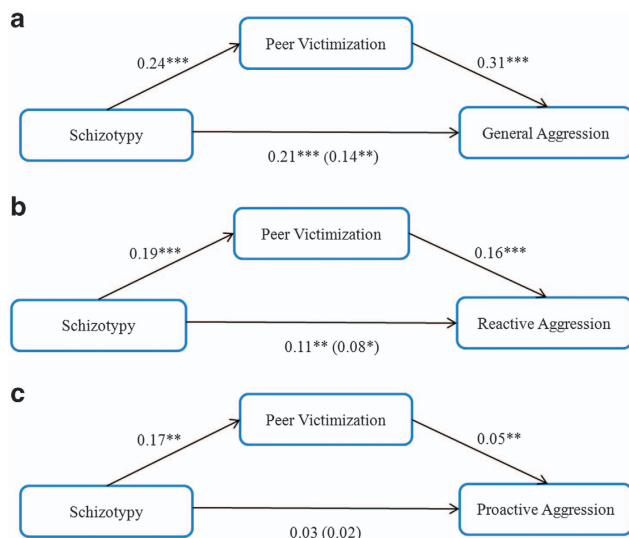 a
Peer Victimization
0.24***
0.31***
Schizotypy
General Aggression
0.21*** (0.14**)
b
Peer Victimization
0.19***
0.16***
Schizotypy
Reactive Aggression
0.11** (0.08*)
c
Peer Victimization
0.17**
0.05**
Schizotypy
Proactive Aggression
0.03 (0.02)